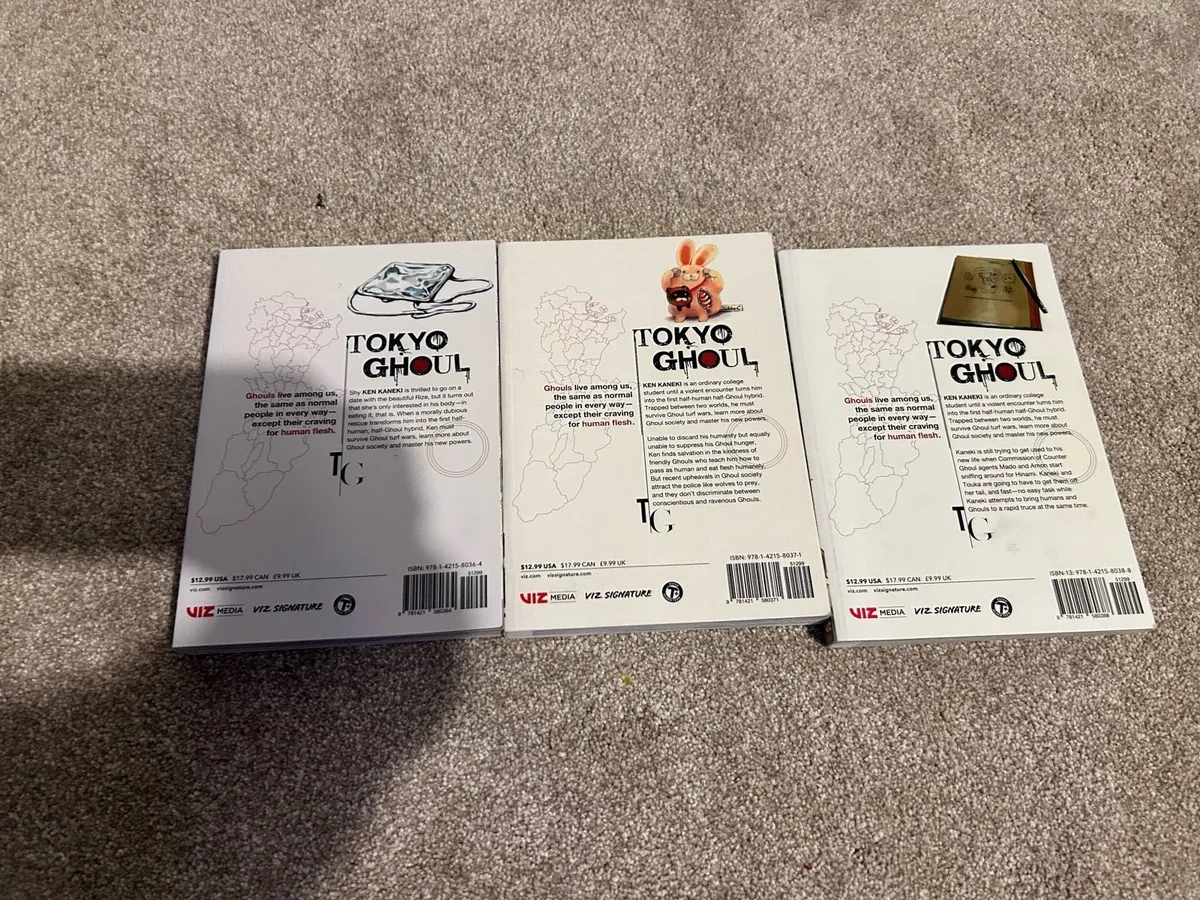 TOKYO
GHOUL
Ghouls live among us,
the same as normal
people in every way—
except their craving
for human flesh.
Shy KEN KANEKI is thrilled to go on a
date with the beautiful Rize, but it turns out
that she's only interested in his body—in
eating it, that is. When a morally dubious
rescue transforms him into the first half-
human, half-Ghoul hybrid, Ken must
survive Ghoul turf wars, learn more about
Ghoul society and master his new powers.
TG
$12.99 USA $17.99 CAN £9.99 UK
viz.com vizsignature.com
VIZ MEDIA VIZ SIGNATURE T+
ISBN: 978-1-4215-8036-4
51299
9 781421 580364
TOKYO
GHOUL
Ghouls live among us,
the same as normal
people in every way—
except their craving
for human flesh.
KEN KANEKI is an ordinary college
student until a violent encounter turns him
into the first half-human half-Ghoul hybrid.
Trapped between two worlds, he must
survive Ghoul turf wars, learn more about
Ghoul society and master his new powers.
Unable to discard his humanity but equally
unable to suppress his Ghoul hunger,
Ken finds salvation in the kindness of
friendly Ghouls who teach him how to
pass as human and eat flesh humanely.
But recent upheavals in Ghoul society
attract the police like wolves to prey,
and they don't discriminate between
conscientious and ravenous Ghouls.
TG
$12.99 USA $17.99 CAN £9.99 UK
viz.com vizsignature.com
VIZ MEDIA VIZ SIGNATURE T+
ISBN: 978-1-4215-8037-1
51299
9 781421 580371
TOKYO
GHOUL
Ghouls live among us,
the same as normal
people in every way—
except their craving
for human flesh.
KEN KANEKI is an ordinary college
student until a violent encounter turns him
into the first half-human half-Ghoul hybrid.
Trapped between two worlds, he must
survive Ghoul turf wars, learn more about
Ghoul society and master his new powers.
Kaneki is still trying to get used to his
new life when Commission of Counter
Ghoul agents Mado and Amon start
sniffing around for Hinami. Kaneki and
Touka are going to have to get them off
her tail, and fast—no easy task while
Kaneki attempts to bring humans and
Ghouls to a rapid truce at the same time.
TG
$12.99 USA $17.99 CAN £9.99 UK
viz.com vizsignature.com
VIZ MEDIA VIZ SIGNATURE T+
ISBN-13: 978-1-4215-8038-8
51299
9 781421 580388